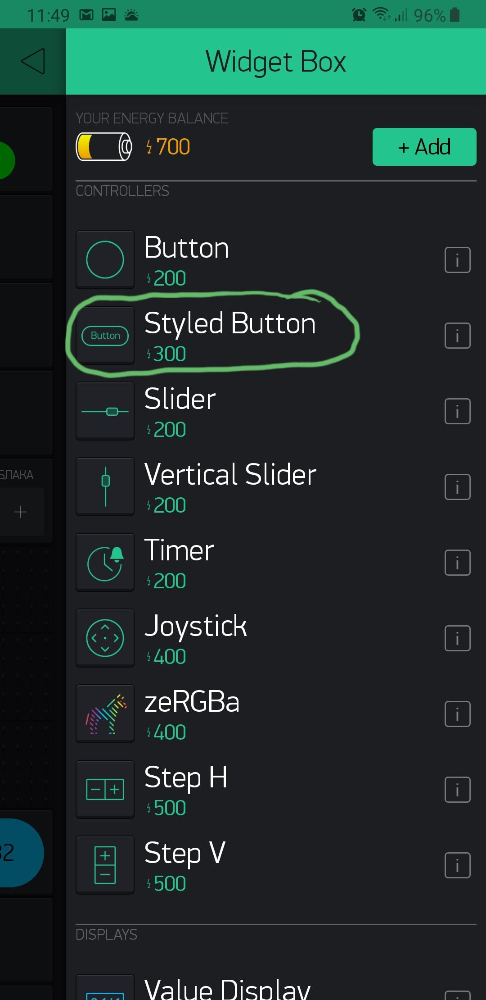 11:49 96%
Widget Box
YOUR ENERGY BALANCE
700
+ Add
CONTROLLERS
Button
200
Button
Styled Button
300
Slider
200
Vertical Slider
200
БЛАКА
+
Timer
200
Joystick
400
zeRGBa
400
Step H
500
32
Step V
500
DISPLAYS
Value Display